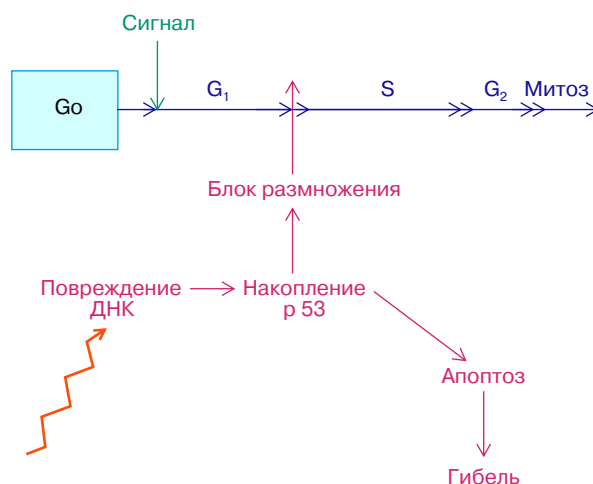 Сигнал
Go
G₁
S
G₂
Митоз
Блок размножения
Повреждение
ДНК
Накопление
р 53
Апоптоз
Гибель